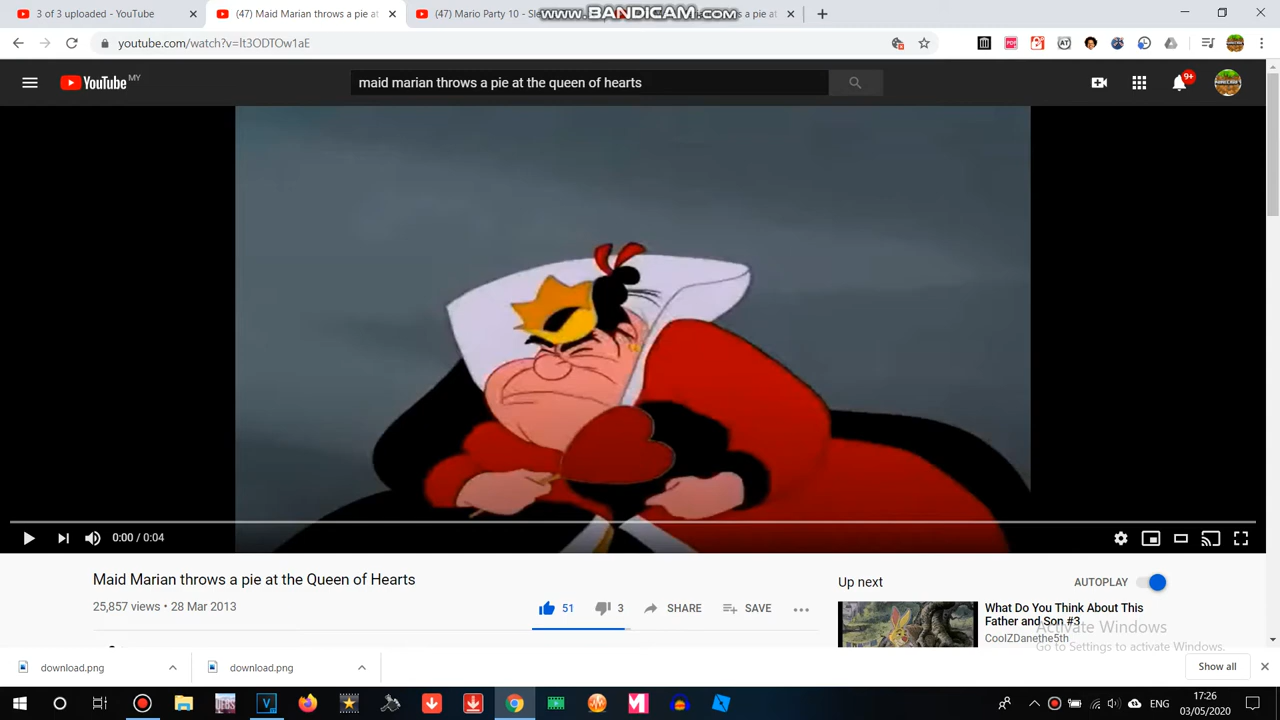 3 of 3 uploaded - YouTube
(47) Maid Marian throws a pie at
(47) Mario Party 10 - Sle
s a pie at
www.BANDICAM.com
youtube.com/watch?v=lt3ODTOw1aE
YouTube MY
maid marian throws a pie at the queen of hearts
9+
0:00 / 0:04
Maid Marian throws a pie at the Queen of Hearts
25,857 views • 28 Mar 2013
51
3
SHARE
SAVE
Up next
AUTOPLAY
What Do You Think About This
Father and Son #3
CoolZDanethe5th
Activate Windows
Go to Settings to activate Windows.
download.png
download.png
Show all
ENG
17:26
03/05/2020